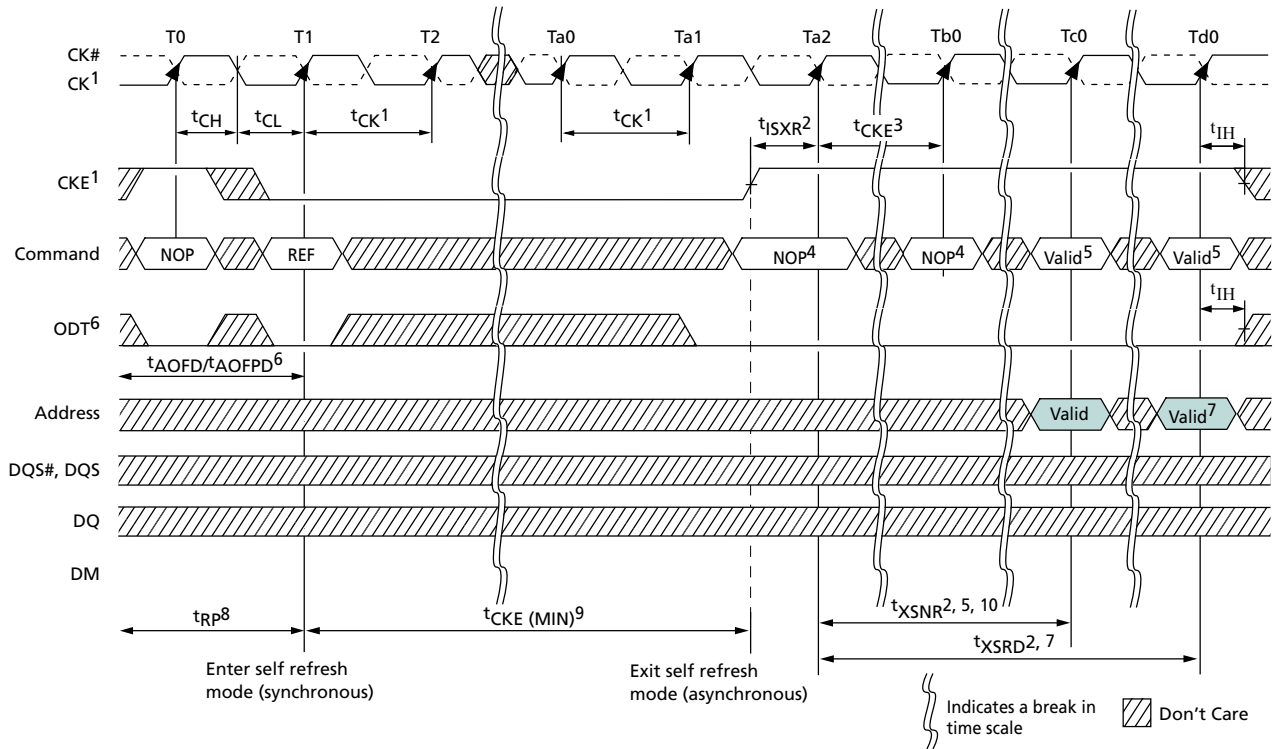 T0 T1 T2 Ta0 Ta1 Ta2 Tb0 Tc0 Td0
CK#
CK1
tCH tCL tCK1 tCK1 tISXR2 tCKE3 tIH
CKE1
Command NOP REF NOP4 NOP4 Valid5 Valid5
tIH
ODT6
tAOFD/tAOFPD6
Address Valid Valid7
DQS#, DQS
DQ
DM
tRP8 tCKE (MIN)9 tXSNR2, 5, 10
tXSRD2, 7
Enter self refresh
mode (synchronous)
Exit self refresh
mode (asynchronous)
Indicates a break in
time scale
Don't Care